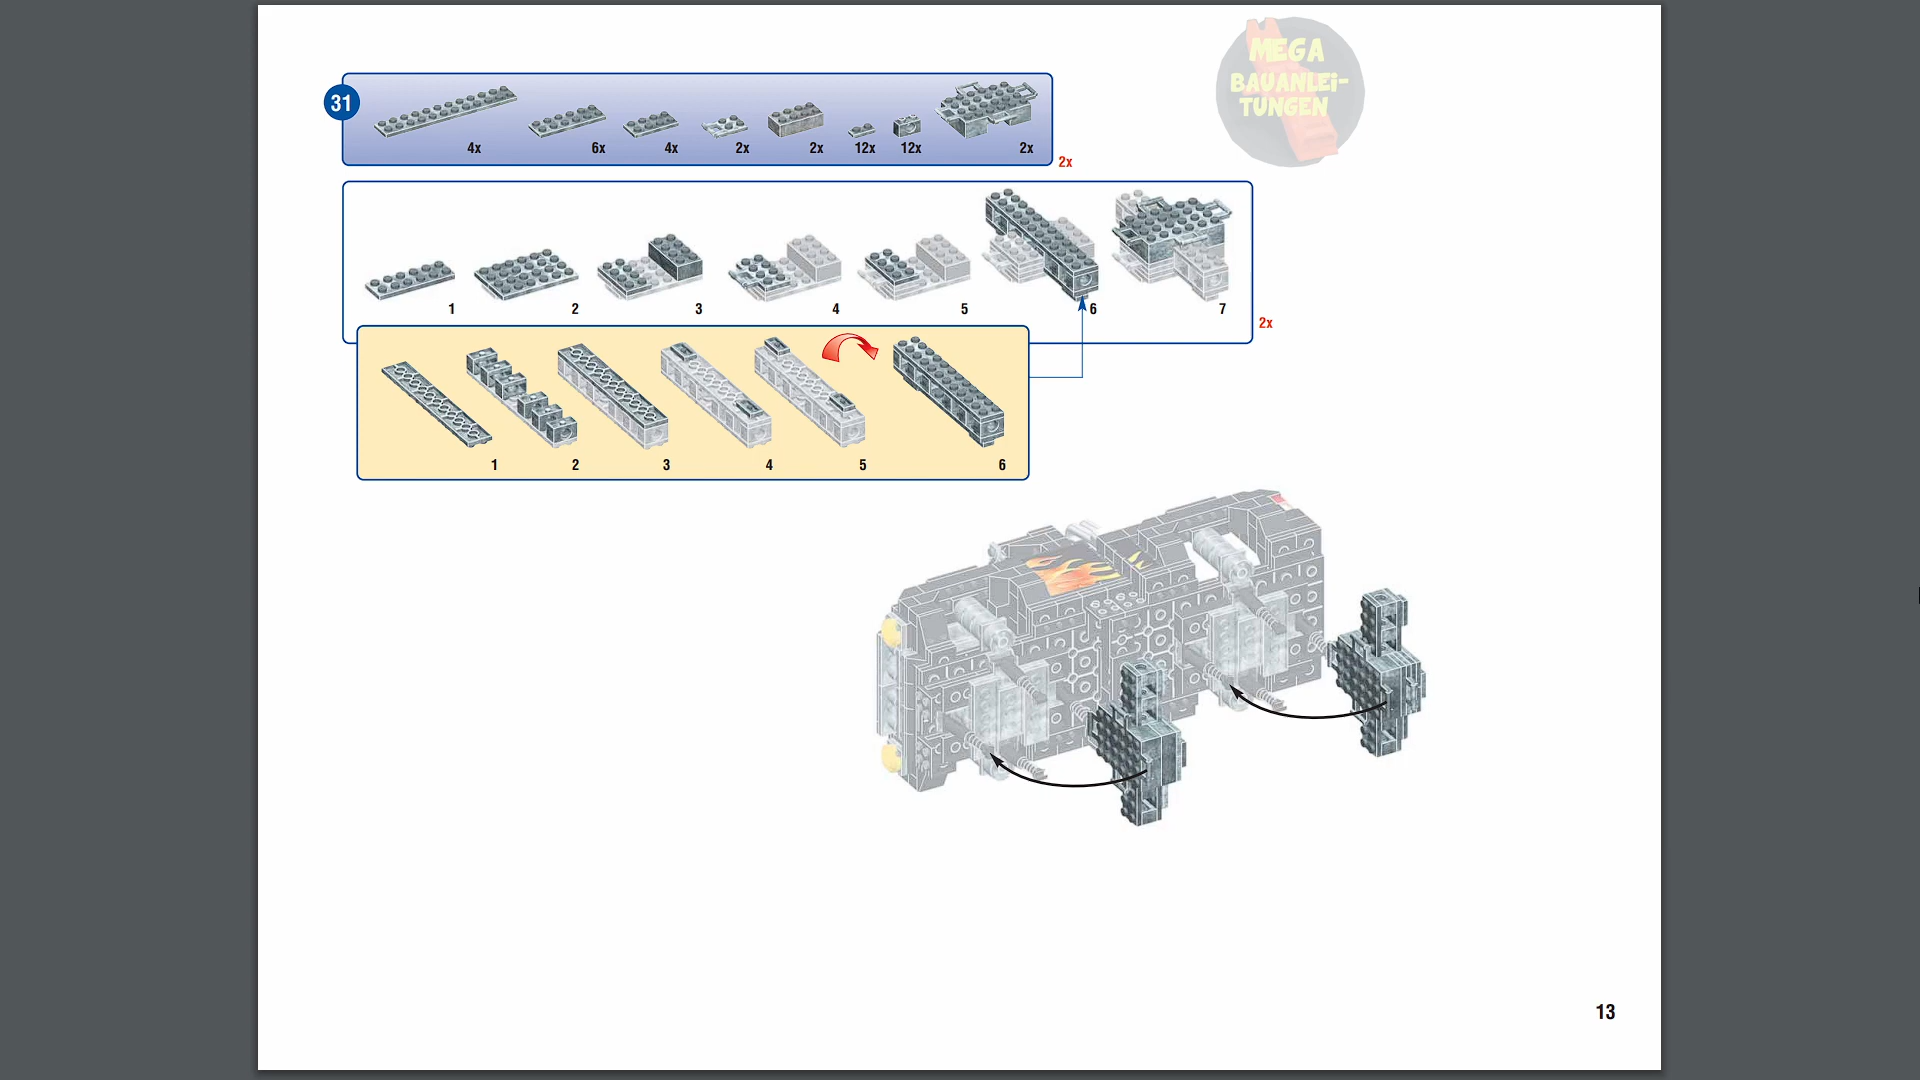 MEGA
BAUANLEi-
TUNGEN
31
4x 6x 4x 2x 2x 12x 12x 2x
2x
1 2 3 4 5 6 7
2x
1 2 3 4 5 6
13